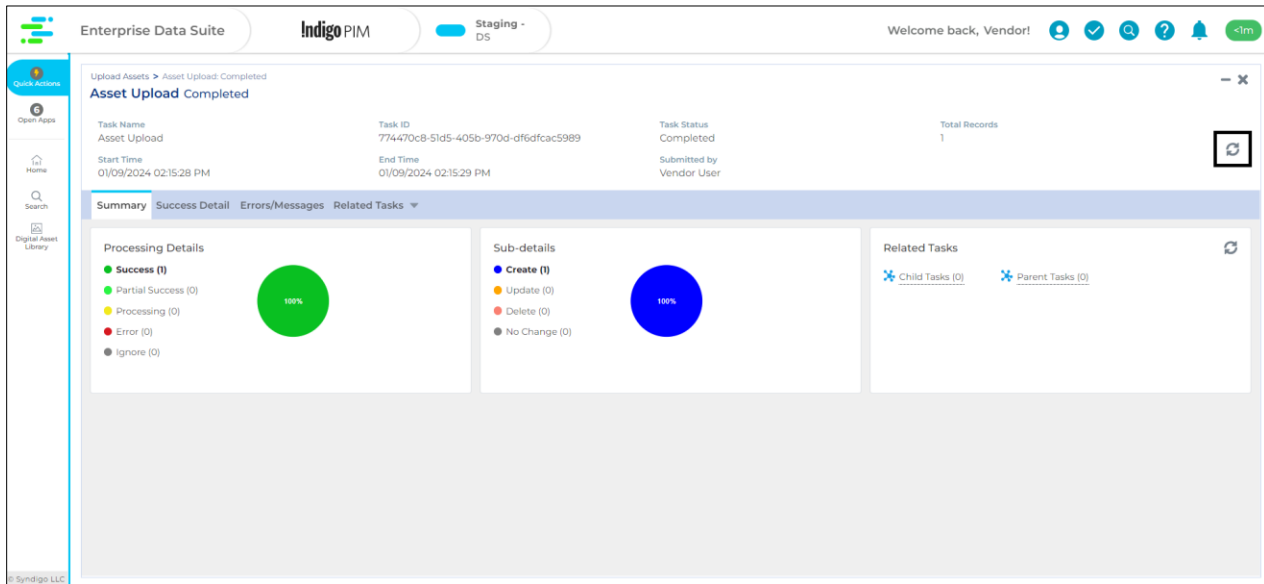 Enterprise Data Suite
!ndigo PIM
Staging -
DS
Welcome back, Vendor!
<1m
Quick Actions
6
Open Apps
Home
Search
Digital Asset
Library
© Syndigo LLC
Upload Assets > Asset Upload: Completed
Asset Upload Completed
Task Name
Asset Upload
Task ID
774470c8-51d5-405b-970d-df6dfcac5989
Task Status
Completed
Total Records
1
Start Time
01/09/2024 02:15:28 PM
End Time
01/09/2024 02:15:29 PM
Submitted by
Vendor User
Summary Success Detail Errors/Messages Related Tasks
Processing Details
Success (1)
Partial Success (0)
Processing (0)
Error (0)
Ignore (0)
100%
Sub-details
Create (1)
Update (0)
Delete (0)
No Change (0)
100%
Related Tasks
Child Tasks (0)
Parent Tasks (0)